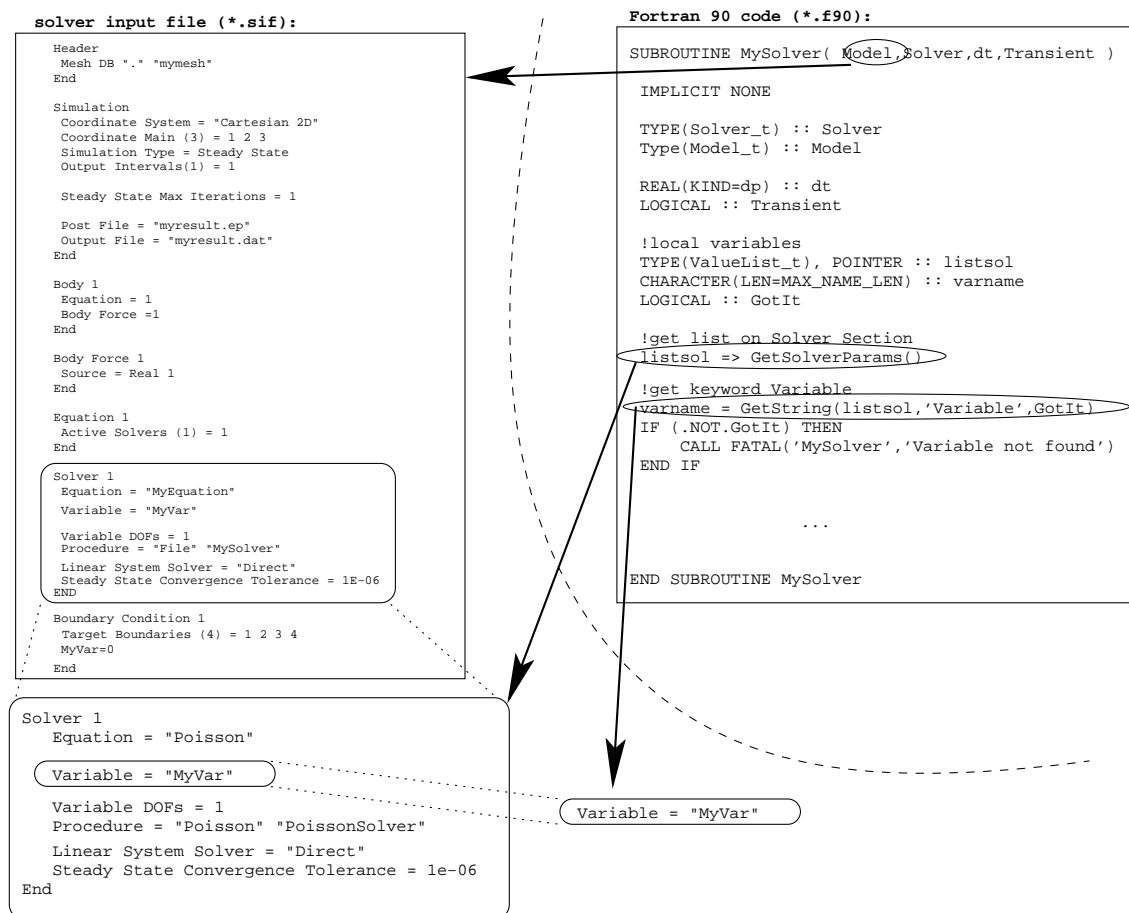 solver input file (*.sif):
Header
Mesh DB "." "mymesh"
End
Simulation
Coordinate System = "Cartesian 2D"
Coordinate Main (3) = 1 2 3
Simulation Type = Steady State
Output Intervals(1) = 1
Steady State Max Iterations = 1
Post File = "myresult.ep"
Output File = "myresult.dat"
End
Body 1
Equation = 1
Body Force =1
End
Body Force 1
Source = Real 1
End
Equation 1
Active Solvers (1) = 1
End
Solver 1
Equation = "MyEquation"
Variable = "MyVar"
Variable DOFs = 1
Procedure = "File" "MySolver"
Linear System Solver = "Direct"
Steady State Convergence Tolerance = 1E-06
END
Boundary Condition 1
Target Boundaries (4) = 1 2 3 4
MyVar=0
End
Fortran 90 code (*.f90):
SUBROUTINE MySolver( Model,Solver,dt,Transient )
IMPLICIT NONE
TYPE(Solver_t) :: Solver
Type(Model_t) :: Model
REAL(KIND=dp) :: dt
LOGICAL :: Transient
!local variables
TYPE(ValueList_t), POINTER :: listsol
CHARACTER(LEN=MAX_NAME_LEN) :: varname
LOGICAL :: GotIt
!get list on Solver Section
listsol => GetSolverParams()
!get keyword Variable
varname = GetString(listsol,'Variable',GotIt)
IF (.NOT.GotIt) THEN
CALL FATAL('MySolver','Variable not found')
END IF
...
END SUBROUTINE MySolver
Solver 1
Equation = "Poisson"
Variable = "MyVar"
Variable DOFs = 1
Procedure = "Poisson" "PoissonSolver"
Linear System Solver = "Direct"
Steady State Convergence Tolerance = 1e-06
End
Variable = "MyVar"